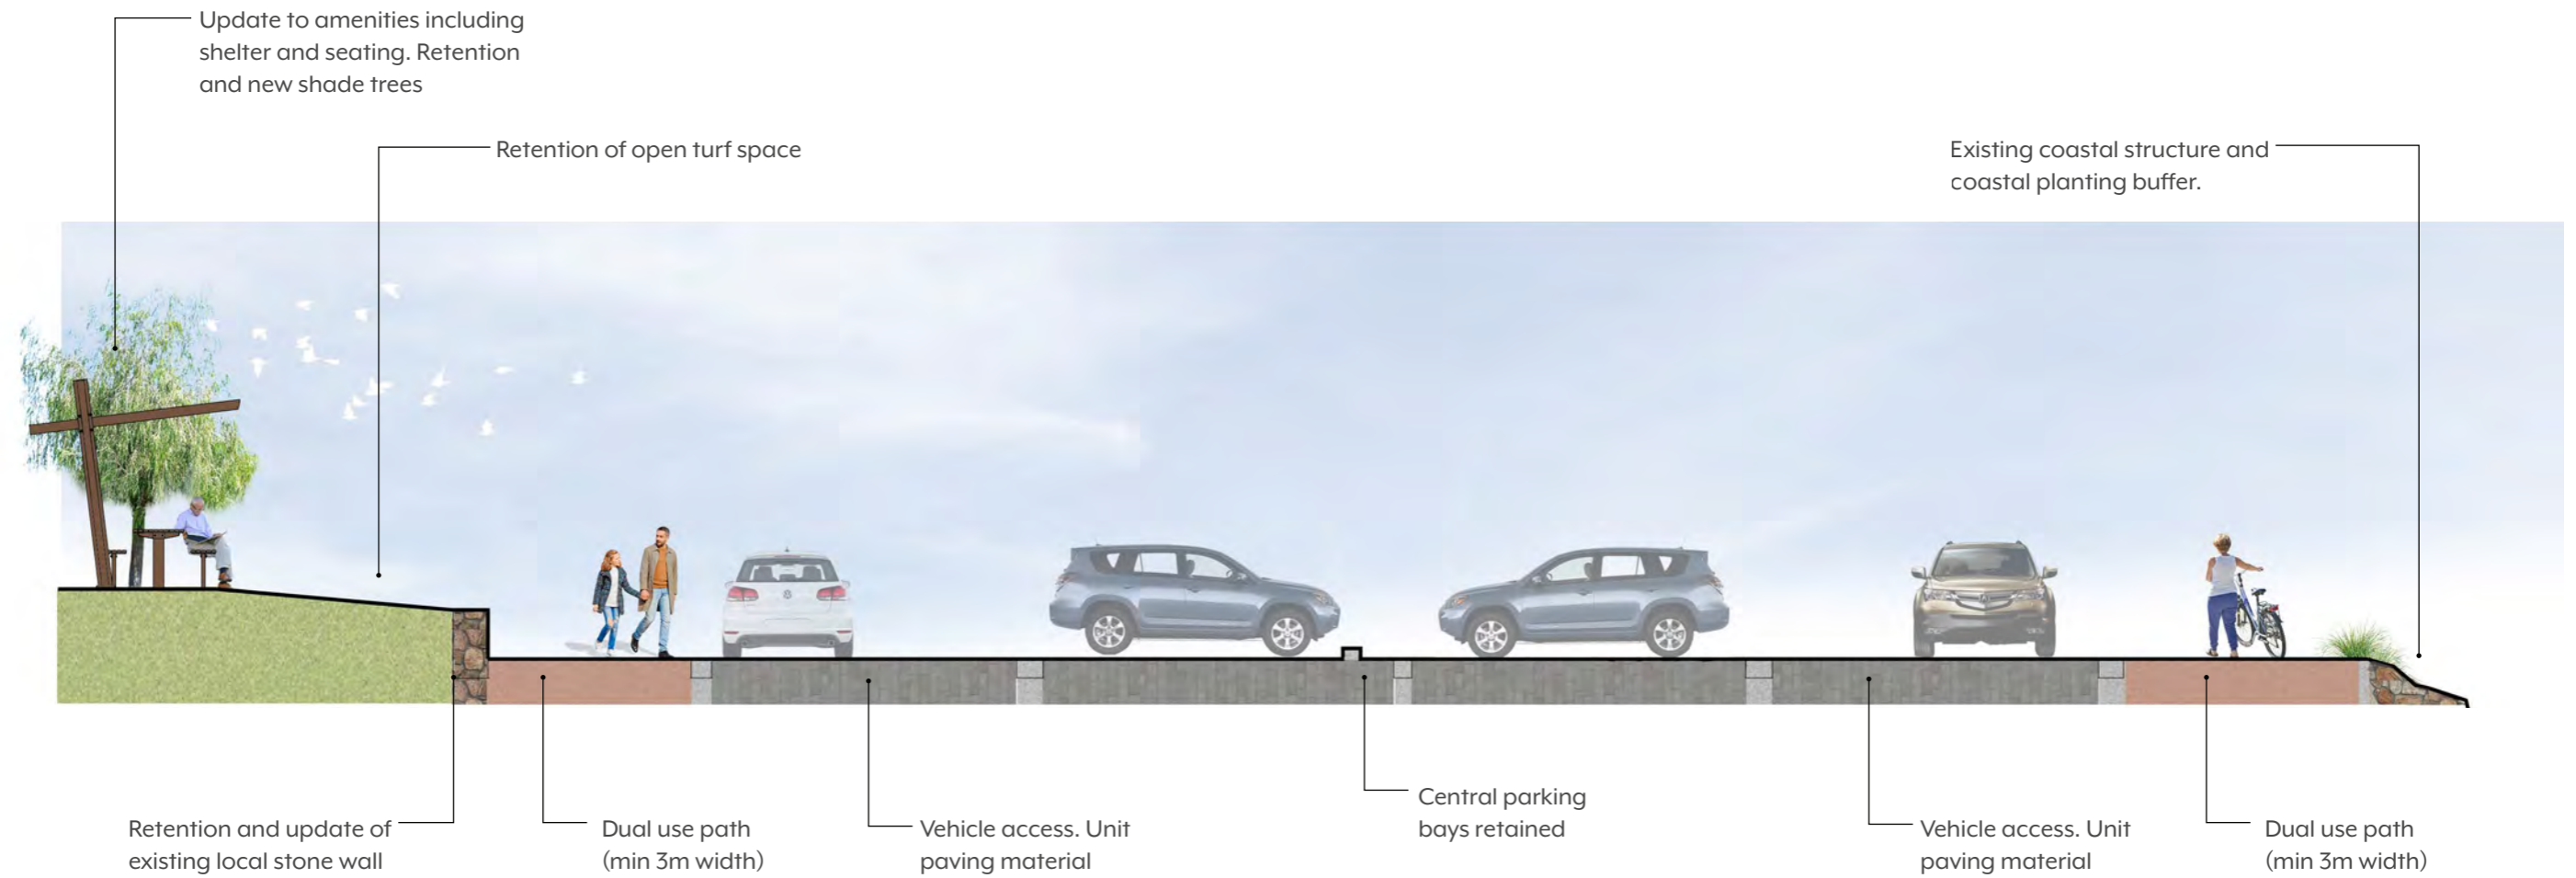 Update to amenities including
shelter and seating. Retention
and new shade trees
Retention of open turf space
Existing coastal structure and
coastal planting buffer.
Retention and update of
existing local stone wall
Dual use path
(min 3m width)
Vehicle access. Unit
paving material
Central parking
bays retained
Vehicle access. Unit
paving material
Dual use path
(min 3m width)